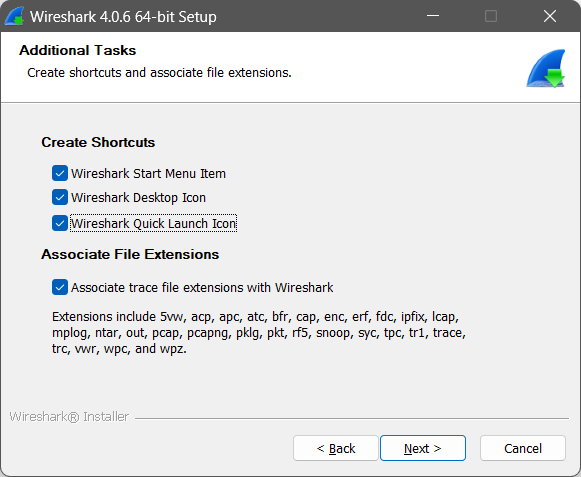 Wireshark 4.0.6 64-bit Setup
Additional Tasks
Create shortcuts and associate file extensions.
Create Shortcuts
Wireshark Start Menu Item
Wireshark Desktop Icon
Wireshark Quick Launch Icon
Associate File Extensions
Associate trace file extensions with Wireshark
Extensions include 5vw, acp, apc, atc, bfr, cap, enc, erf, fdc, ipfix, lcap,
mplog, ntar, out, pcap, pcapng, pklg, pkt, rf5, snoop, syc, tpc, tr1, trace,
trc, vwr, wpc, and wpz.
Wireshark® Installer
< Back Next > Cancel